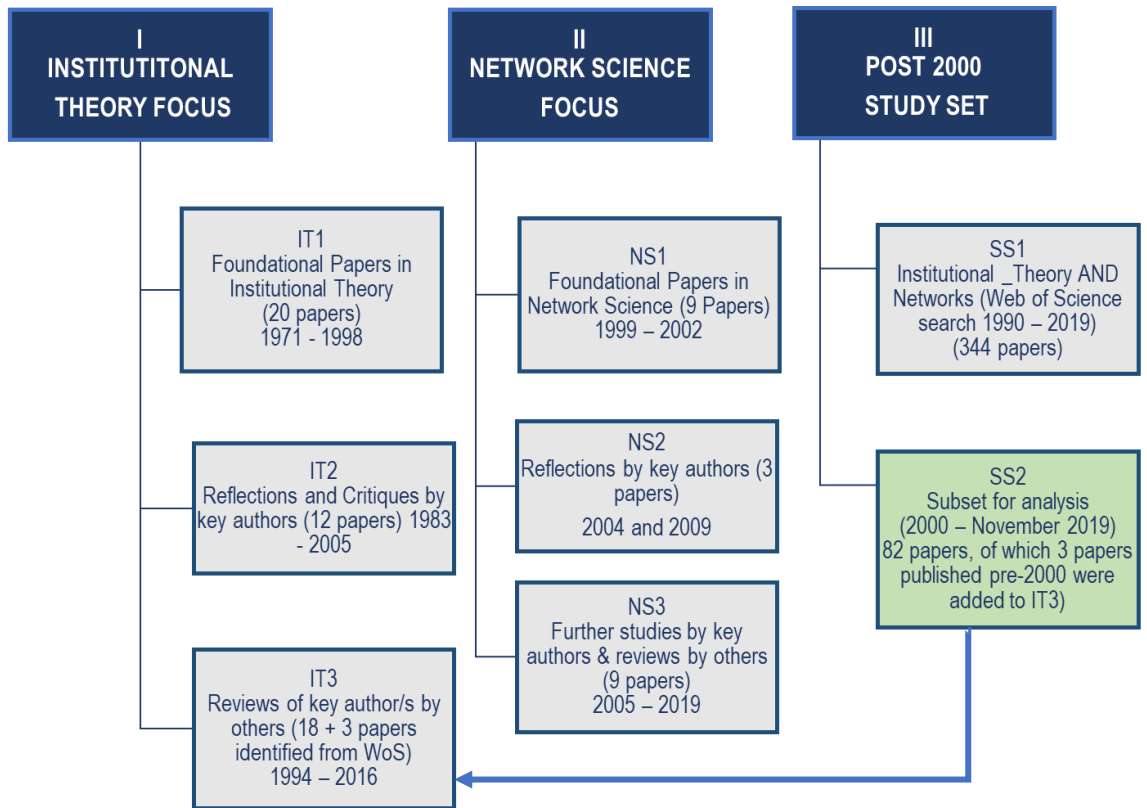 I
INSTITUTITONAL
THEORY FOCUS
IT1
Foundational Papers in
Institutional Theory
(20 papers)
1971 - 1998
IT2
Reflections and Critiques by
key authors (12 papers) 1983
- 2005
IT3
Reviews of key author/s by
others (18 + 3 papers
identified from WoS)
1994 – 2016
II
NETWORK SCIENCE
FOCUS
NS1
Foundational Papers in
Network Science (9 Papers)
1999 – 2002
NS2
Reflections by key authors (3
papers)
2004 and 2009
NS3
Further studies by key
authors & reviews by others
(9 papers)
2005 – 2019
III
POST 2000
STUDY SET
SS1
Institutional _Theory AND
Networks (Web of Science
search 1990 – 2019)
(344 papers)
SS2
Subset for analysis
(2000 – November 2019)
82 papers, of which 3 papers
published pre-2000 were
added to IT3)